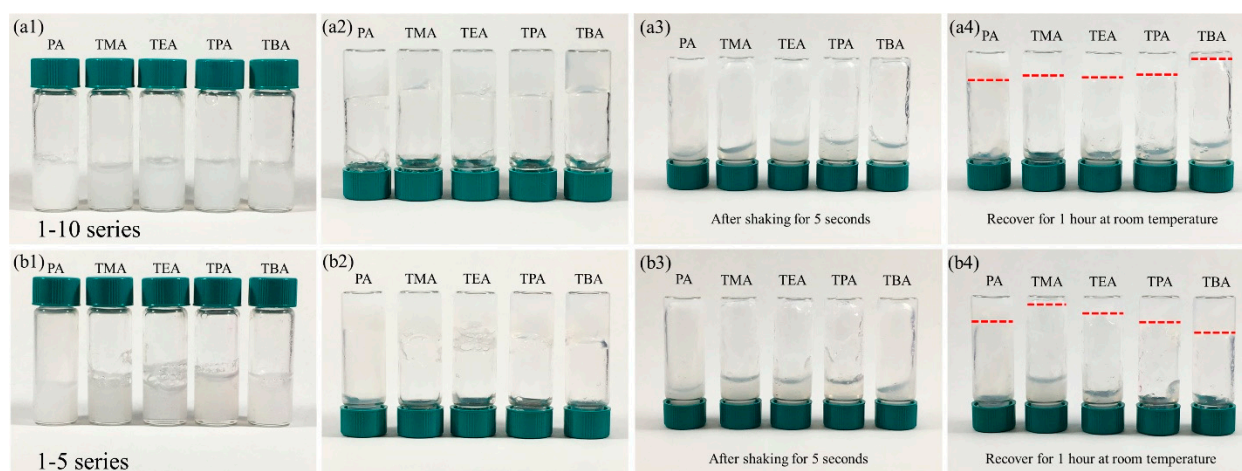 (a1)
PA TMA TEA TPA TBA
1-10 series
(a2)
PA TMA TEA TPA TBA
(a3)
PA TMA TEA TPA TBA
After shaking for 5 seconds
(a4)
PA TMA TEA TPA TBA
Recover for 1 hour at room temperature
(b1)
PA TMA TEA TPA TBA
1-5 series
(b2)
PA TMA TEA TPA TBA
(b3)
PA TMA TEA TPA TBA
After shaking for 5 seconds
(b4)
PA TMA TEA TPA TBA
Recover for 1 hour at room temperature